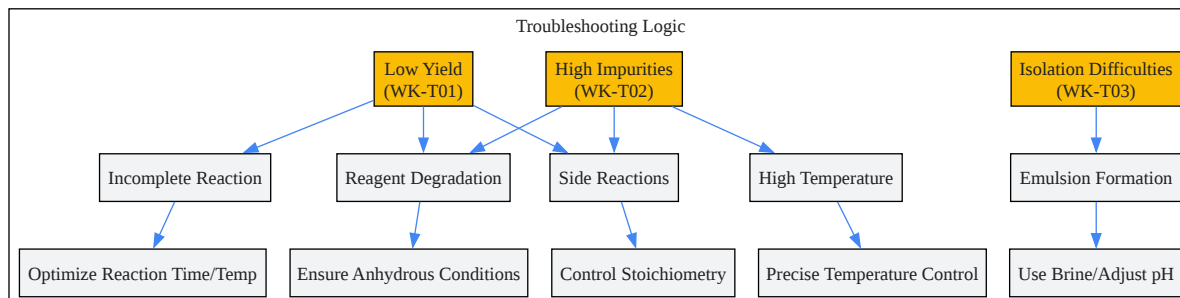 Troubleshooting Logic
Low Yield
(WK-T01)
High Impurities
(WK-T02)
Isolation Difficulties
(WK-T03)
Incomplete Reaction
Reagent Degradation
Side Reactions
High Temperature
Emulsion Formation
Optimize Reaction Time/Temp
Ensure Anhydrous Conditions
Control Stoichiometry
Precise Temperature Control
Use Brine/Adjust pH